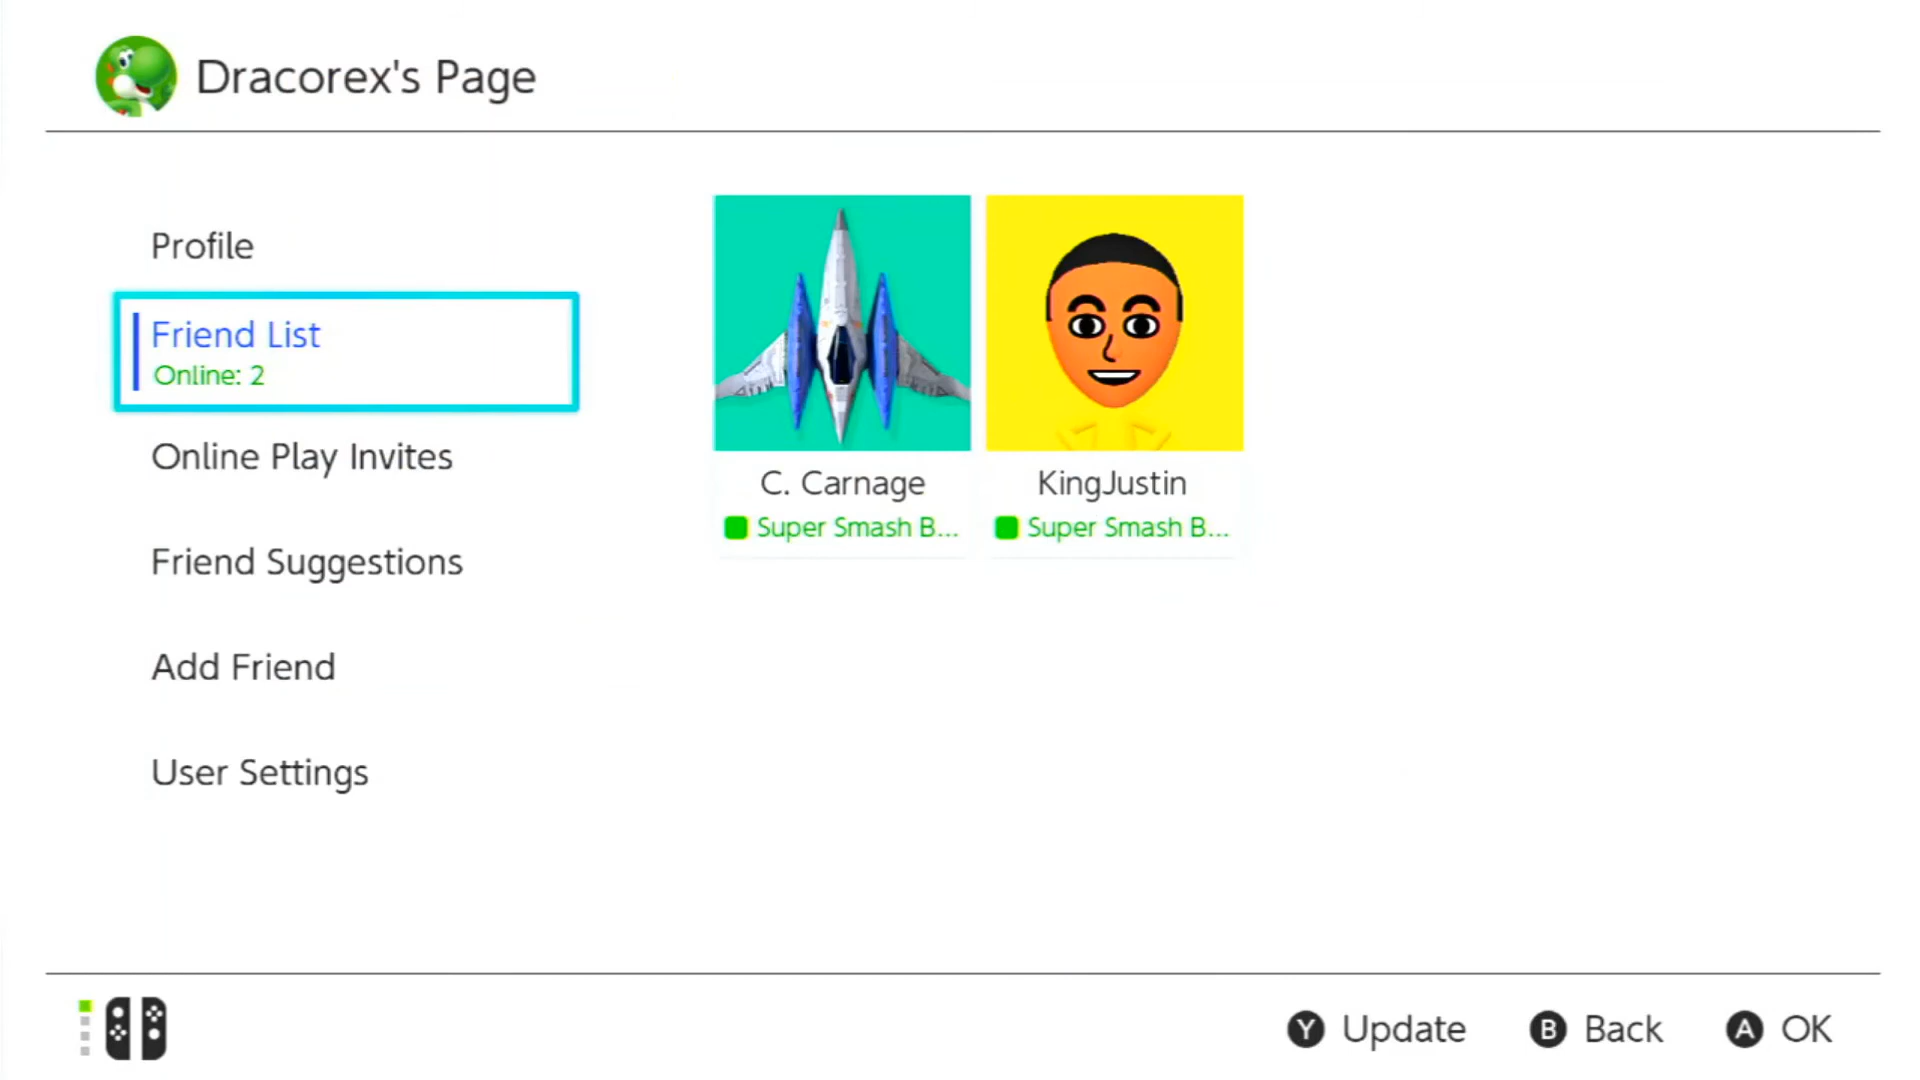 Dracorex's Page
Profile
Friend List
Online: 2
Online Play Invites
Friend Suggestions
Add Friend
User Settings
C. Carnage
Super Smash B...
KingJustin
Super Smash B...
Y Update
B Back
A OK